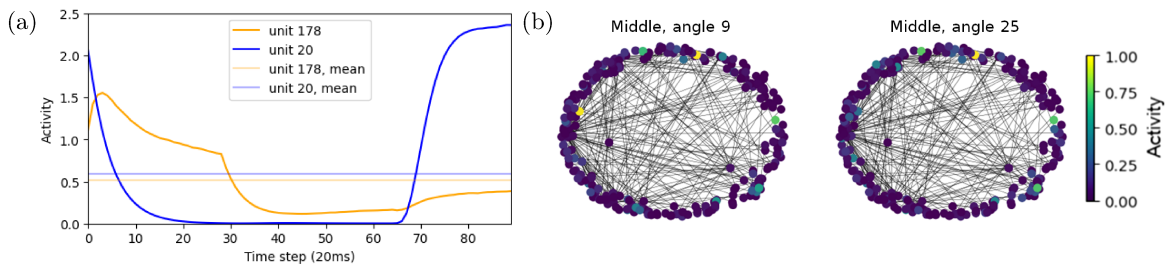 (a)
2.5
2.0
1.5
1.0
0.5
0.0
Activity
0 10 20 30 40 50 60 70 80
Time step (20ms)
unit 178
unit 20
unit 178, mean
unit 20, mean
(b)
Middle, angle 9
Middle, angle 25
1.00
0.75
0.50
0.25
0.00
Activity